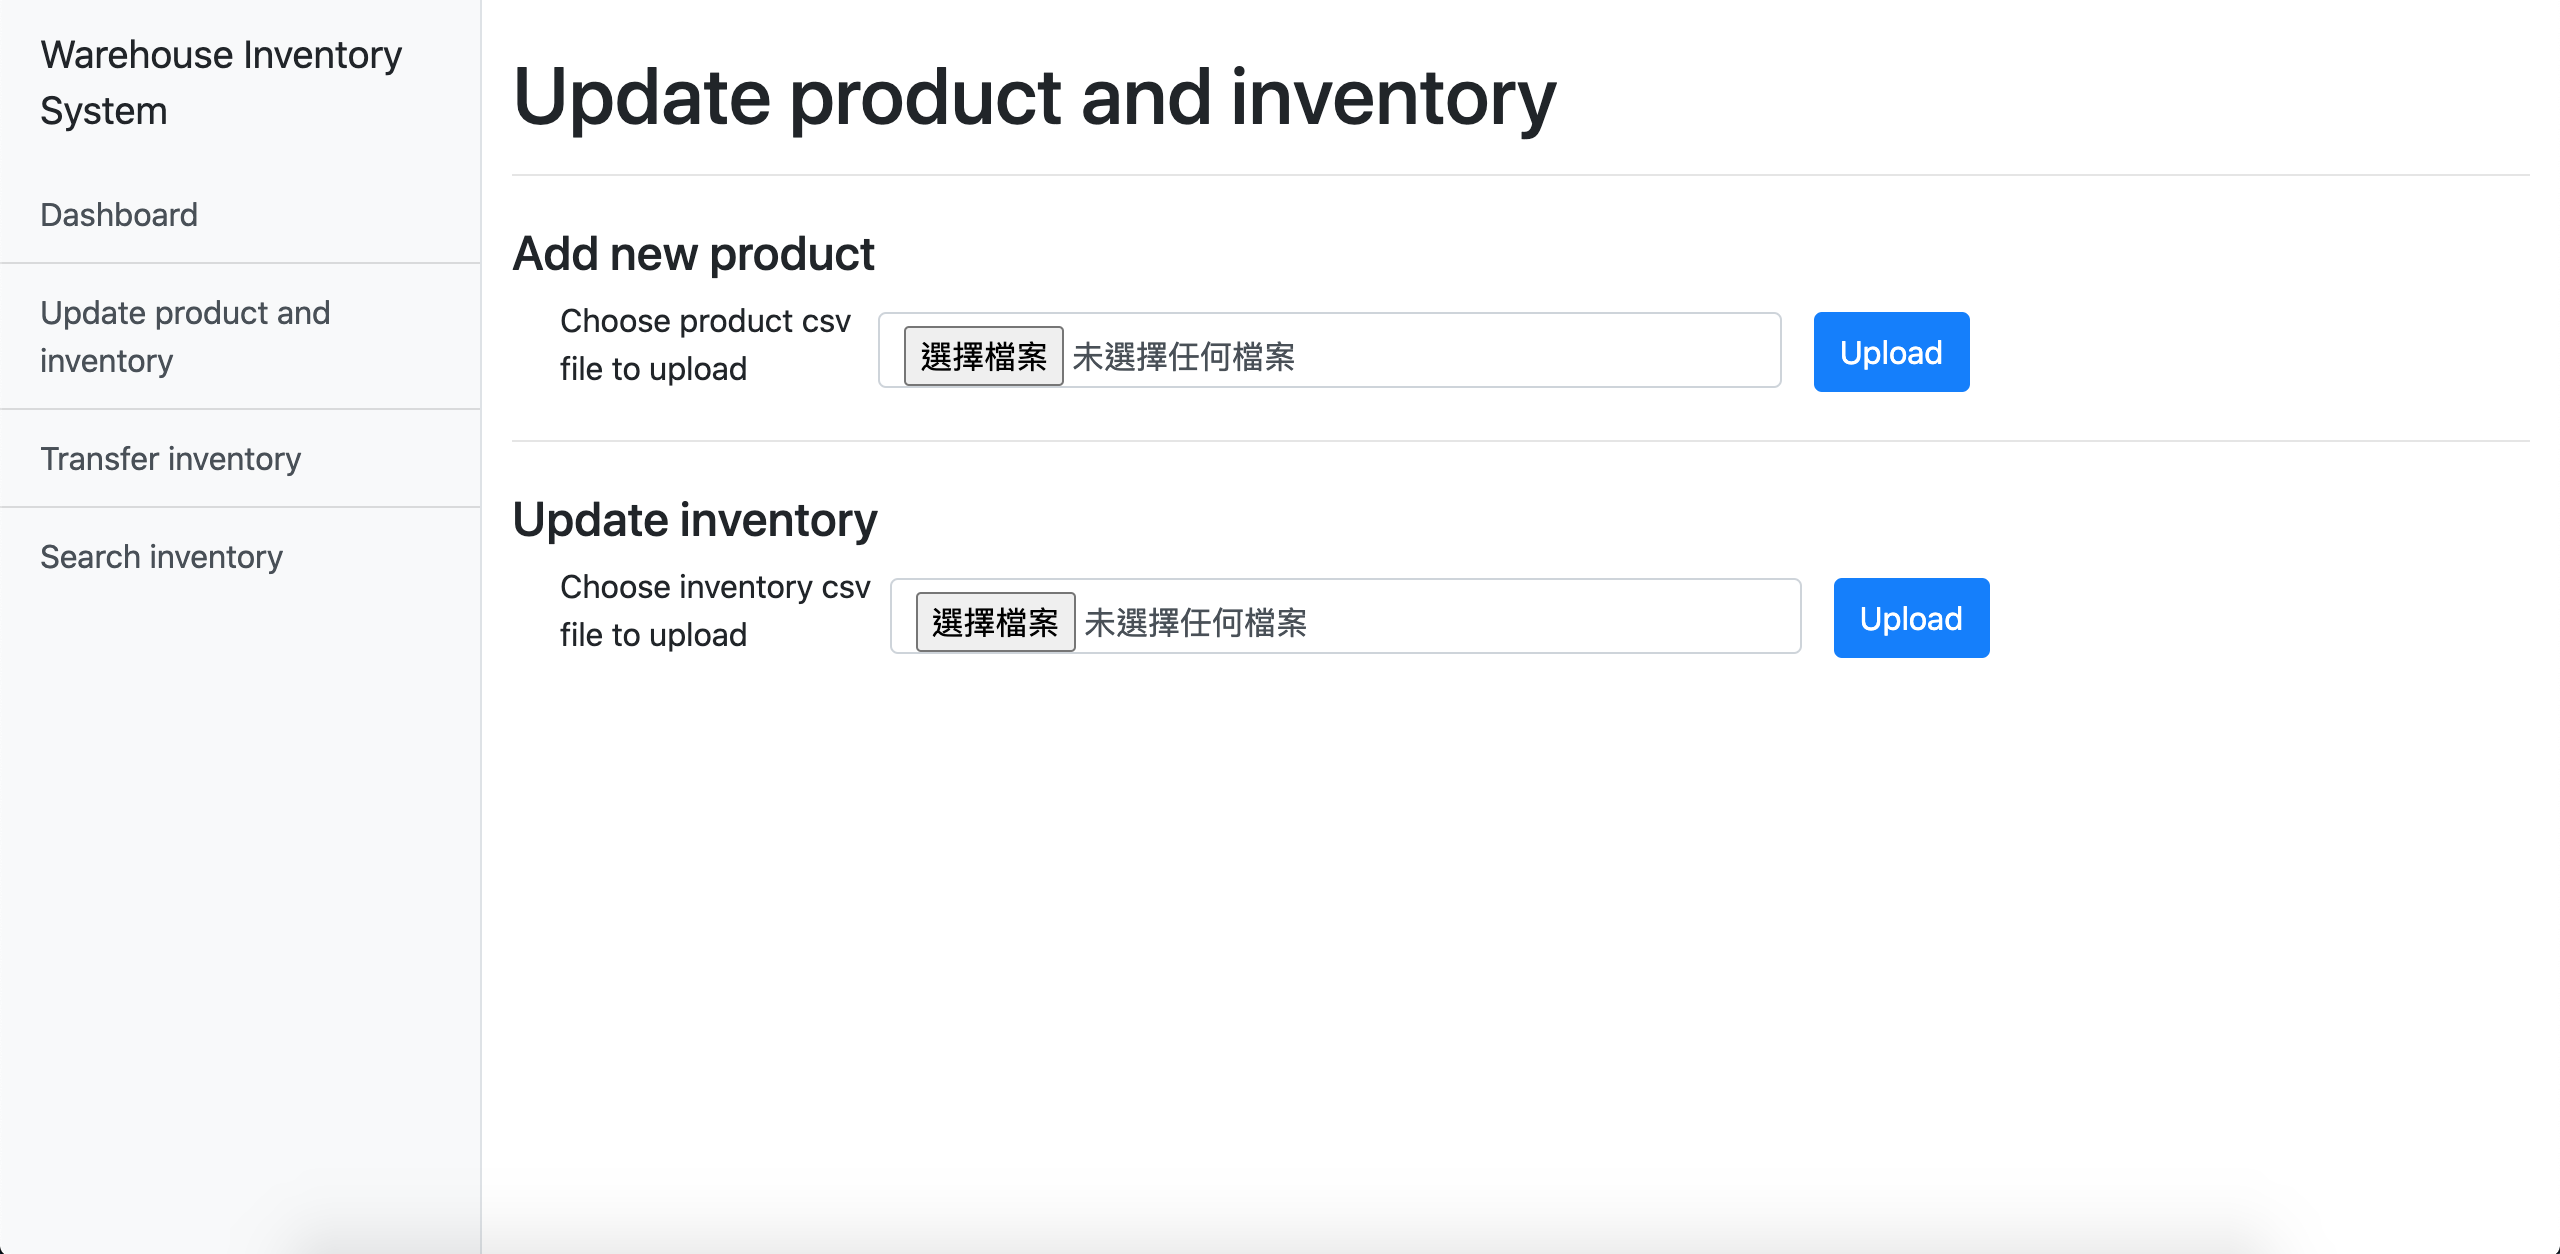 Warehouse Inventory
System
Dashboard
Update product and
inventory
Transfer inventory
Search inventory
Update product and inventory
Add new product
Choose product csv
file to upload
選擇檔案 未選擇任何檔案
Upload
Update inventory
Choose inventory csv
file to upload
選擇檔案 未選擇任何檔案
Upload